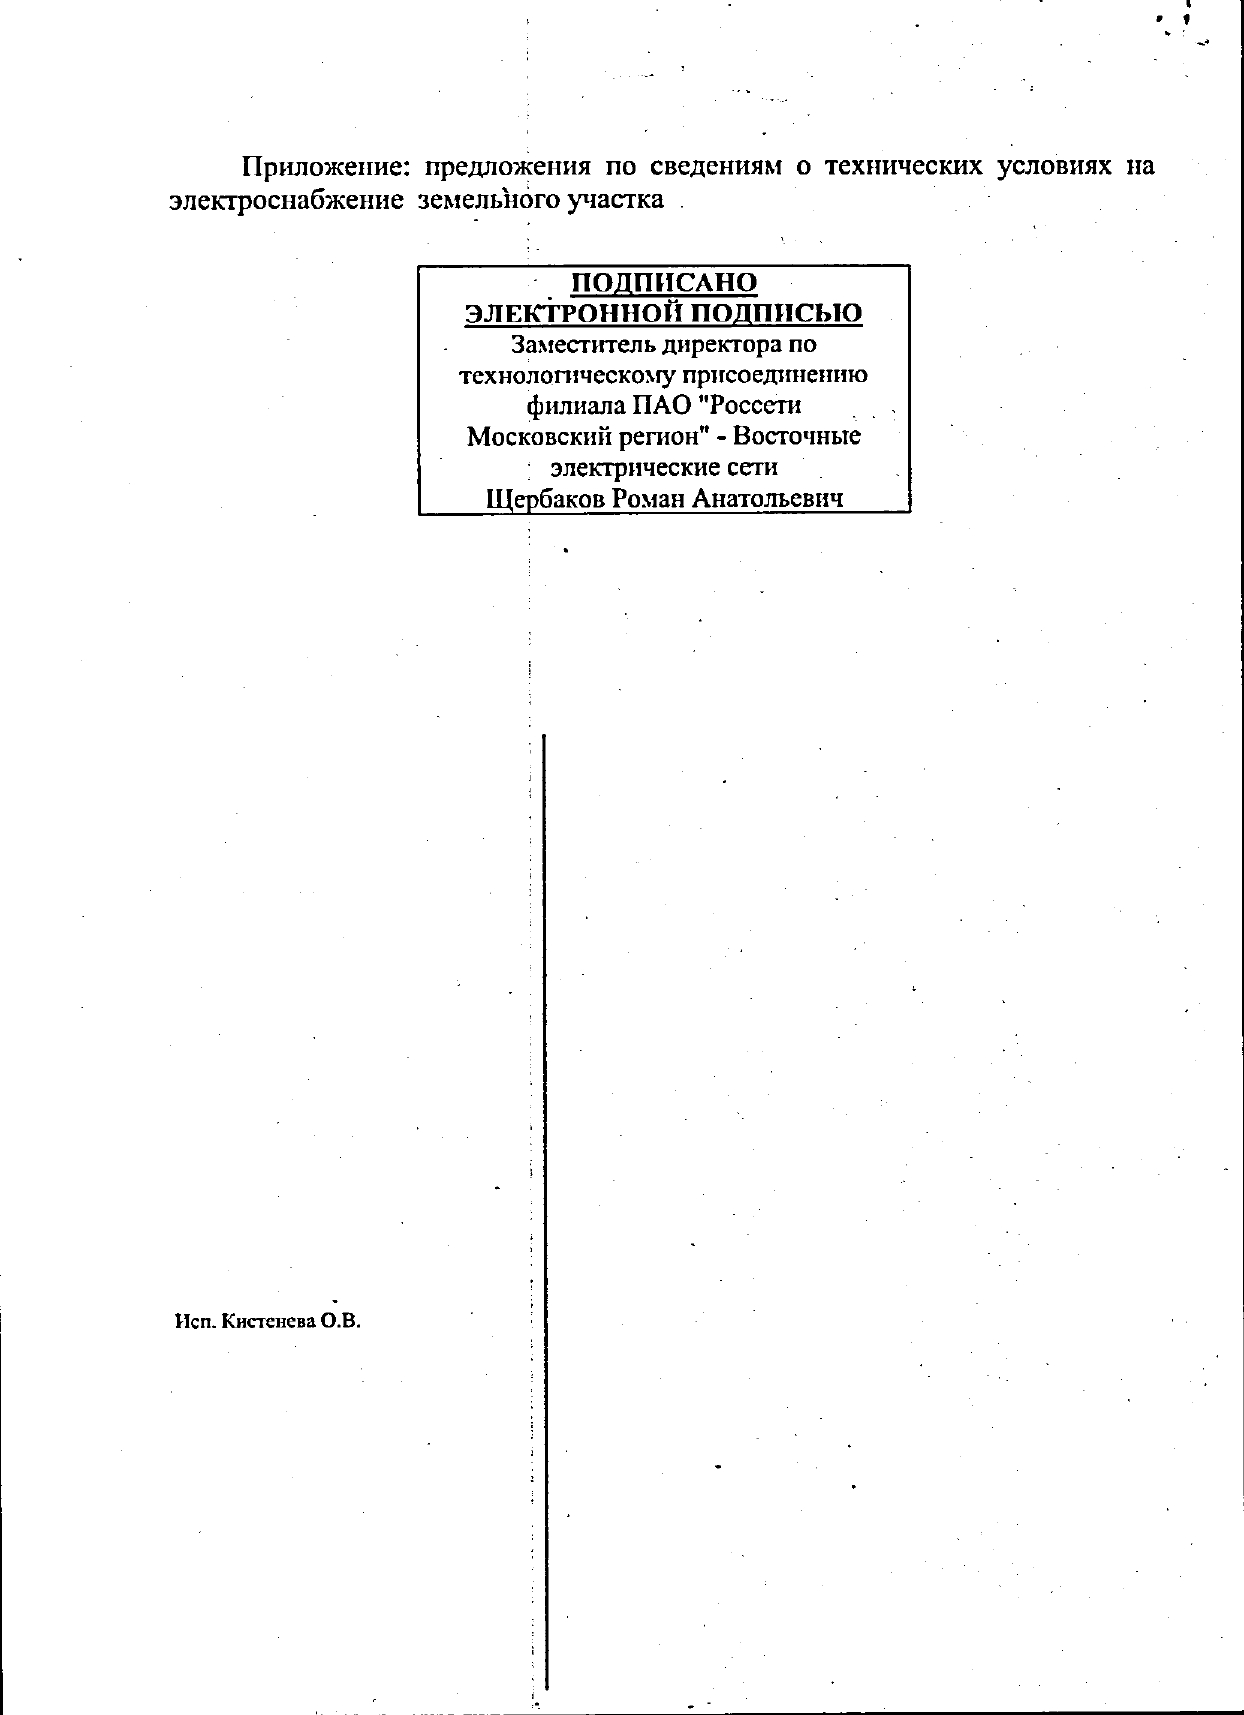 Приложение: предложения по сведениям о технических условиях на
электроснабжение земельного участка
ПОДПИСАНО
ЭЛЕКТРОННОЙ ПОДПИСЬЮ
Заместитель директора по
технологическому присоединению
филиала ПАО "Россети
Московский регион" - Восточные
электрические сети
Щербаков Роман Анатольевич
Исп. Кистенева О.В.